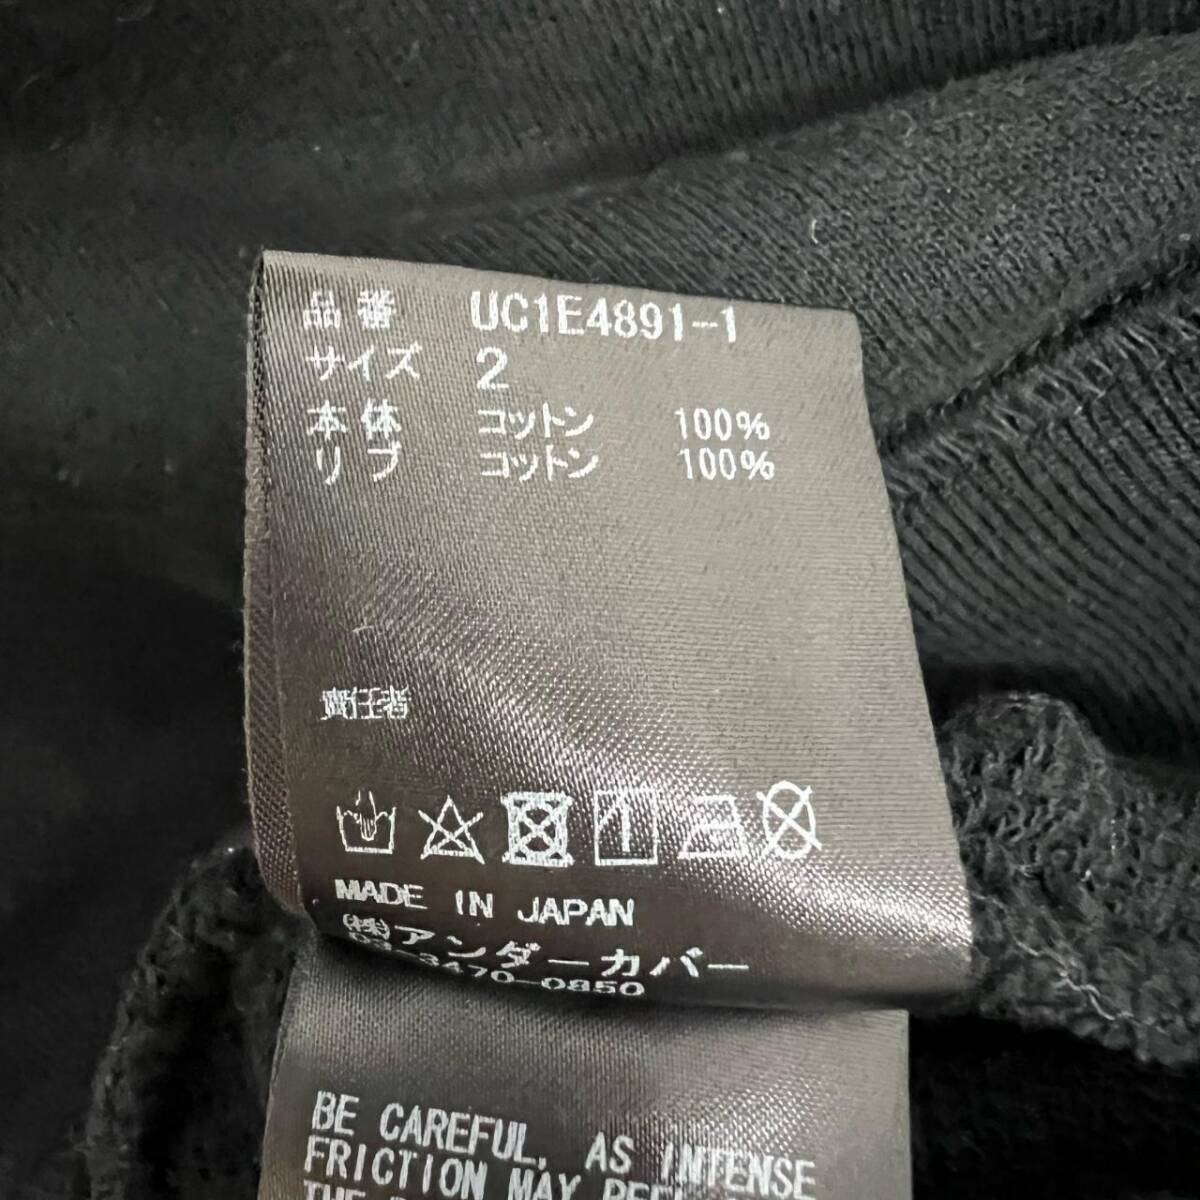 品番 UC1E4891-1
サイズ 2
本体 コットン 100%
リブ コットン 100%
責任者
MADE IN JAPAN
(株)アンダーカバー
03-3470-0850
BE CAREFUL, AS INTENSE
FRICTION MAY PEEL
THE